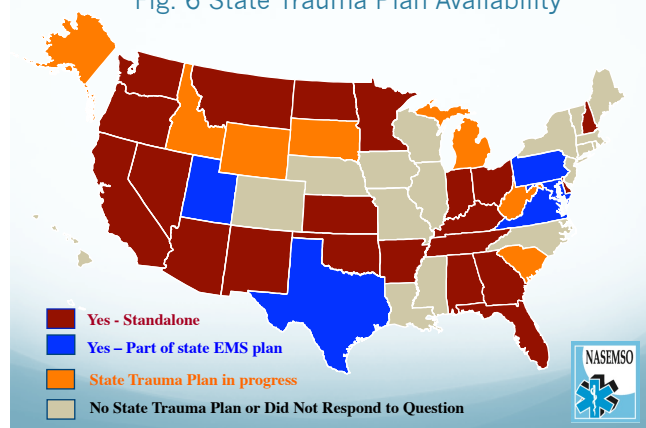 Fig. 6 State Trauma Plan Availability
Yes - Standalone
Yes – Part of state EMS plan
State Trauma Plan in progress
No State Trauma Plan or Did Not Respond to Question
NASEMSO